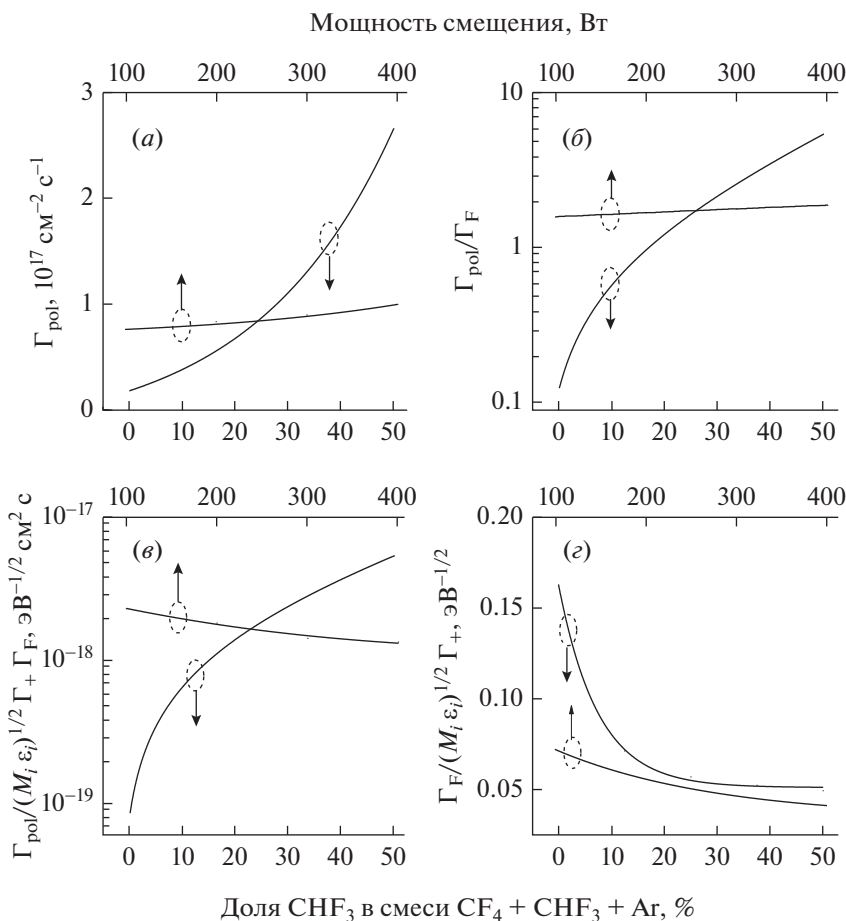 Мощность смещения, Вт
100 200 300 400
100 200 300 400
3
2
1
0
(а)
Γpol, 10^17 см^−2 с^−1
0 10 20 30 40 50
10
1
0.1
(б)
Γpol/ΓF
0 10 20 30 40 50
100 200 300 400
100 200 300 400
10^−17
10^−18
10^−19
(в)
Γpol/(Mi εi)^1/2 Γ+ ΓF, эВ^−1/2 см^2 с
0 10 20 30 40 50
0.20
0.15
0.10
0.05
(г)
ΓF/(Mi εi)^1/2 Γ+, эВ^−1/2
0 10 20 30 40 50
Доля CHF3 в смеси CF4 + CHF3 + Ar, %